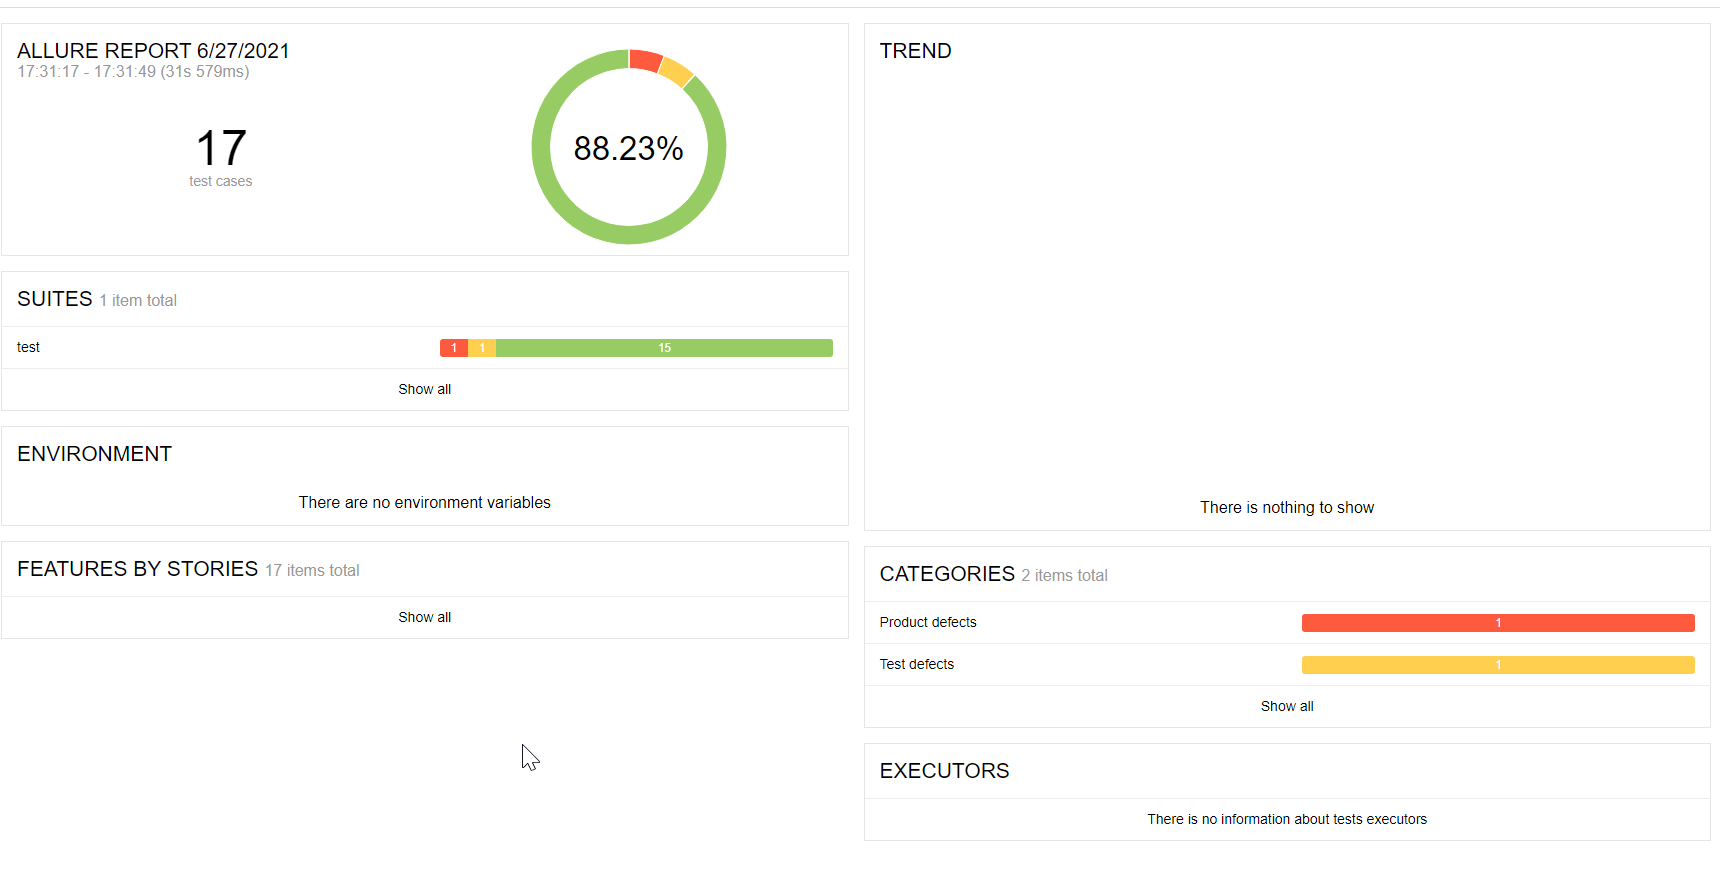 ALLURE REPORT 6/27/2021
17:31:17 - 17:31:49 (31s 579ms)
17
test cases
88.23%
SUITES 1 item total
test
1 1 15
Show all
ENVIRONMENT
There are no environment variables
FEATURES BY STORIES 17 items total
Show all
TREND
There is nothing to show
CATEGORIES 2 items total
Product defects 1
Test defects 1
Show all
EXECUTORS
There is no information about tests executors